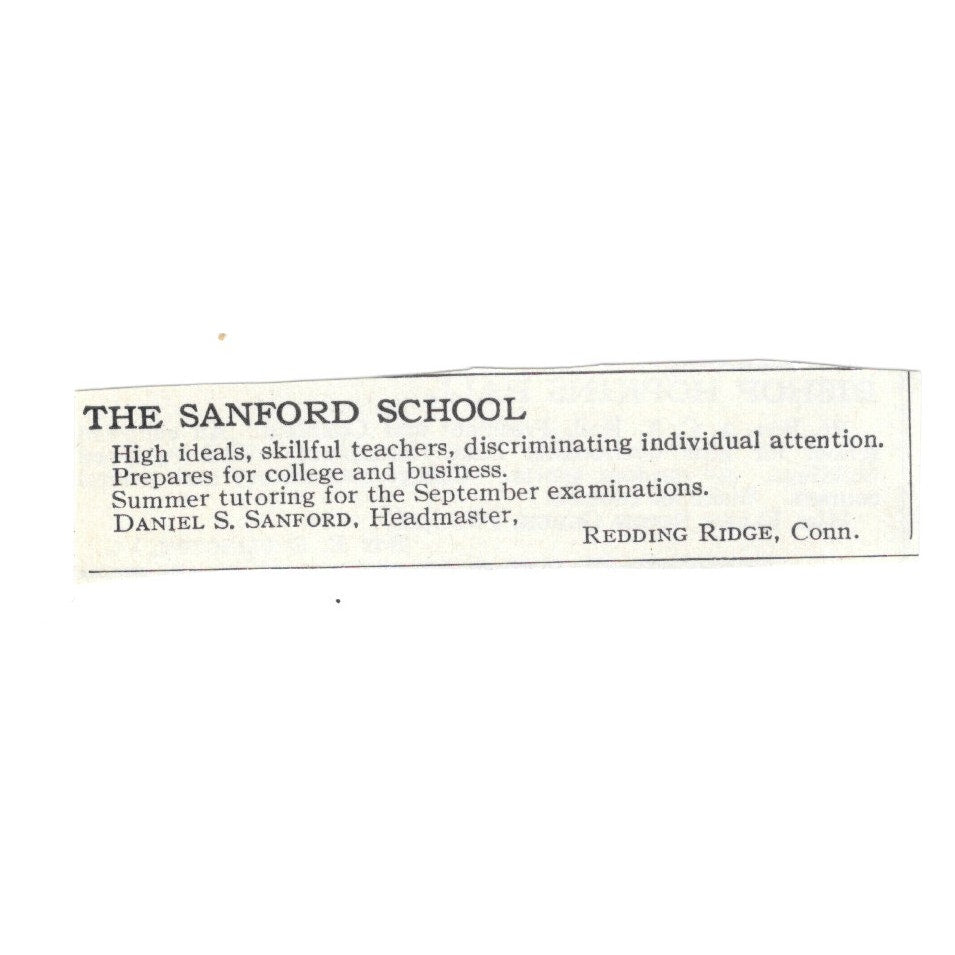 THE SANFORD SCHOOL
High ideals, skillful teachers, discriminating individual attention.
Prepares for college and business.
Summer tutoring for the September examinations.
DANIEL S. SANFORD, Headmaster,
REDDING RIDGE, Conn.